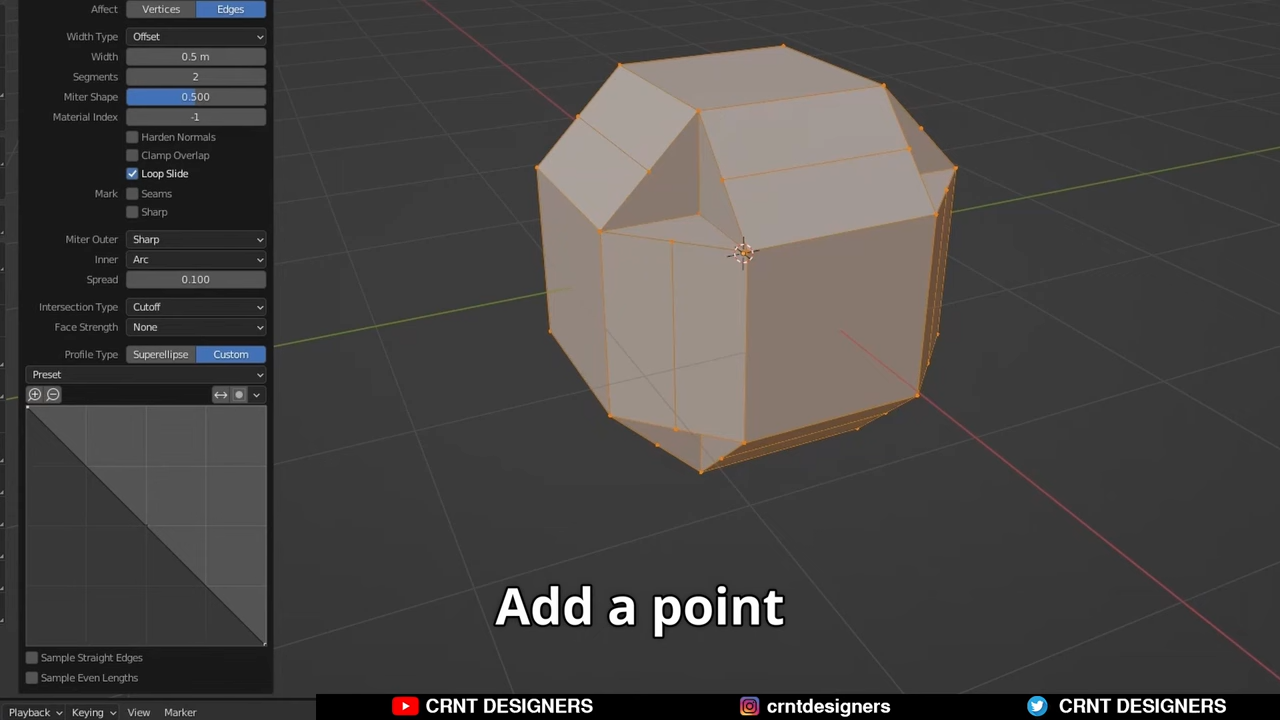 Affect Vertices Edges
Width Type Offset
Width 0.5 m
Segments 2
Miter Shape 0.500
Material Index -1
Harden Normals
Clamp Overlap
Loop Slide
Mark Seams
Sharp
Miter Outer Sharp
Inner Arc
Spread 0.100
Intersection Type Cutoff
Face Strength None
Profile Type Superellipse Custom
Preset
Add a point
Sample Straight Edges
Sample Even Lengths
Playback Keying View Marker
CRNT DESIGNERS crntdesigners CRNT DESIGNERS